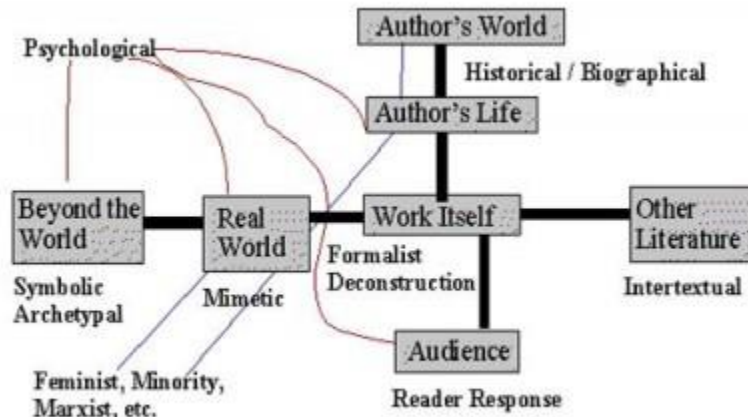 Author's World
Psychological
Historical / Biographical
Author's Life
Beyond the
World
Real
World
Work Itself
Other
Literature
Symbolic
Archetypal
Mimetic
Formalist
Deconstruction
Intertextual
Audience
Feminist, Minority,
Marxist, etc.
Reader Response